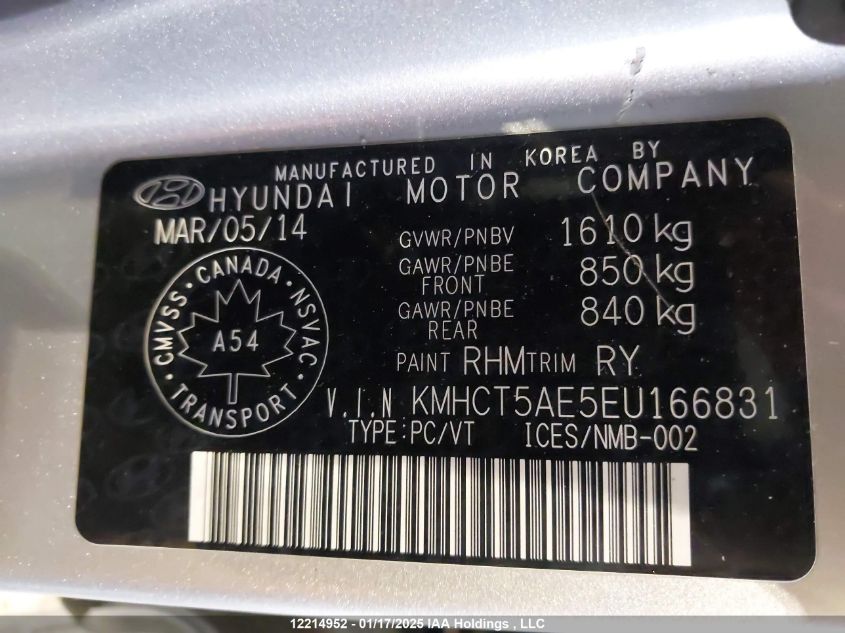 MANUFACTURED IN KOREA BY
HYUNDAI MOTOR COMPANY
MAR/05/14
GVWR/PNBV 1610 kg
GAWR/PNBE FRONT 850 kg
GAWR/PNBE REAR 840 kg
CMVSS · CANADA · NSVAC
A54
TRANSPORT
PAINT RHM TRIM RY
V.I.N KMHCT5AE5EU166831
TYPE:PC/VT ICES/NMB-002
12214952 - 01/17/2025 IAA Holdings , LLC